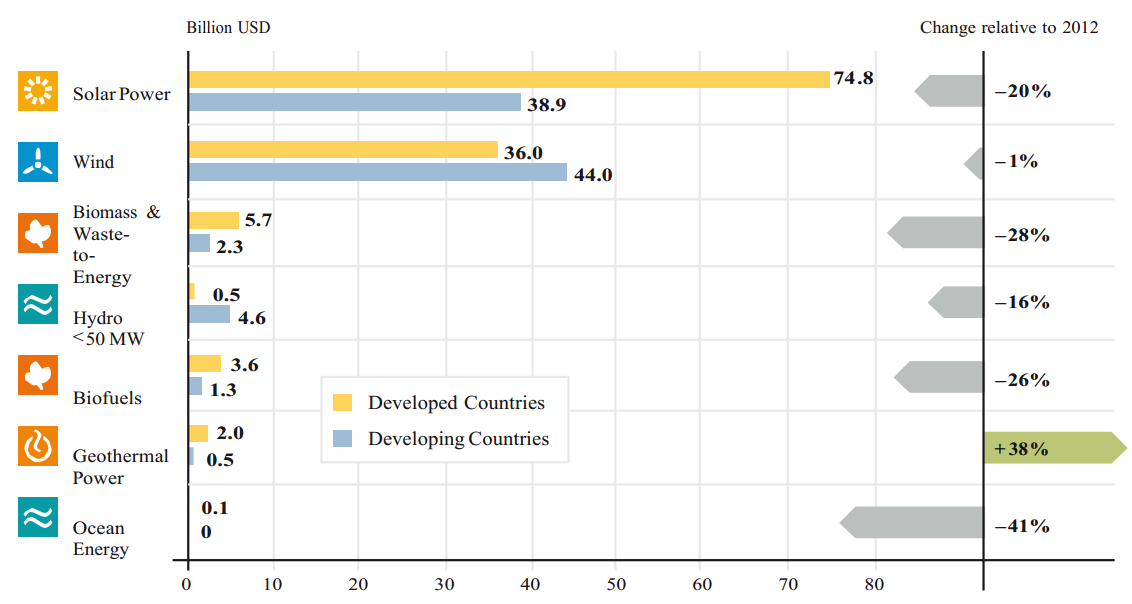 Billion USD
Change relative to 2012
Solar Power
74.8
38.9
−20%
Wind
36.0
44.0
−1%
Biomass &
Waste-
to-
Energy
5.7
2.3
−28%
Hydro
<50 MW
0.5
4.6
−16%
Biofuels
3.6
1.3
−26%
Developed Countries
Developing Countries
Geothermal
Power
2.0
0.5
+38%
Ocean
Energy
0.1
0
−41%
0 10 20 30 40 50 60 70 80